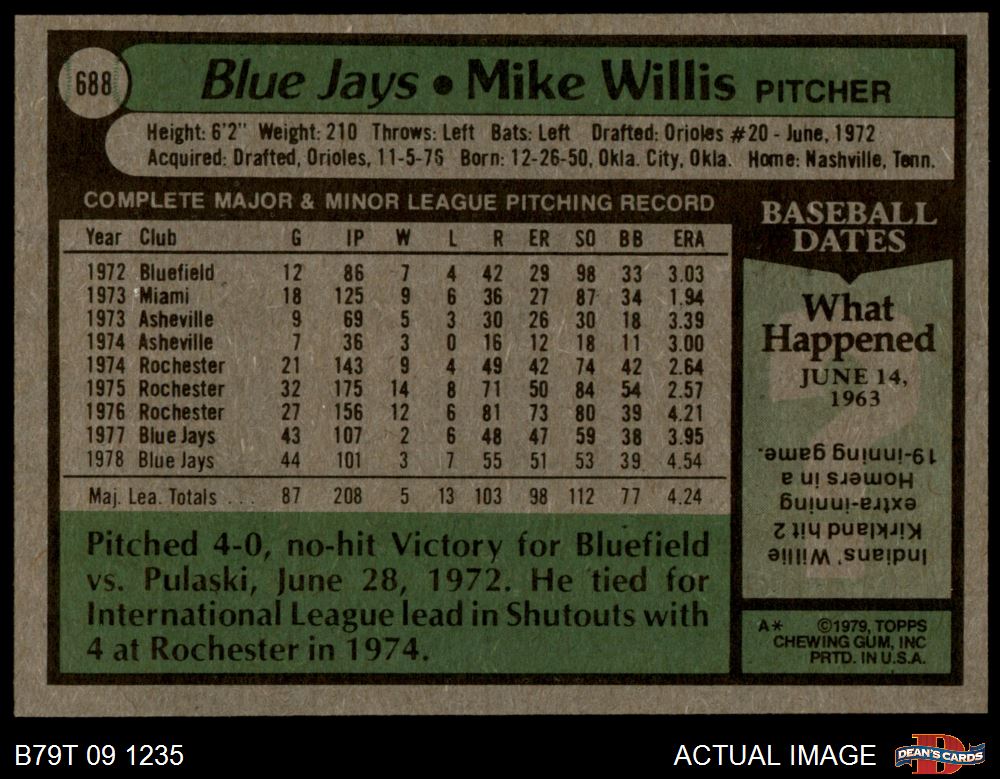 688 Blue Jays • Mike Willis PITCHER
Height: 6'2" Weight: 210 Throws: Left Bats: Left Drafted: Orioles #20 - June, 1972
Acquired: Drafted, Orioles, 11-5-76 Born: 12-26-50, Okla. City, Okla. Home: Nashville, Tenn.
COMPLETE MAJOR & MINOR LEAGUE PITCHING RECORD
Year Club G IP W L R ER SO BB ERA
1972 Bluefield 12 86 7 4 42 29 98 33 3.03
1973 Miami 18 125 9 6 36 27 87 34 1.94
1973 Asheville 9 69 5 3 30 26 30 18 3.39
1974 Asheville 7 36 3 0 16 12 18 11 3.00
1974 Rochester 21 143 9 4 49 42 74 42 2.64
1975 Rochester 32 175 14 8 71 50 84 54 2.57
1976 Rochester 27 156 12 6 81 73 80 39 4.21
1977 Blue Jays 43 107 2 6 48 47 59 38 3.95
1978 Blue Jays 44 101 3 7 55 51 53 39 4.54
Maj. Lea. Totals ... 87 208 5 13 103 98 112 77 4.24
Pitched 4-0, no-hit Victory for Bluefield
vs. Pulaski, June 28, 1972. He tied for
International League lead in Shutouts with
4 at Rochester in 1974.
BASEBALL
DATES
What
Happened
JUNE 14,
1963
Indians' Willie
Kirkland hit 2
extra-inning
Homers in a
19-inning game.
A* ©1979, TOPPS
CHEWING GUM, INC
PRTD. IN U.S.A.
B79T 09 1235
ACTUAL IMAGE
DEAN'S CARDS